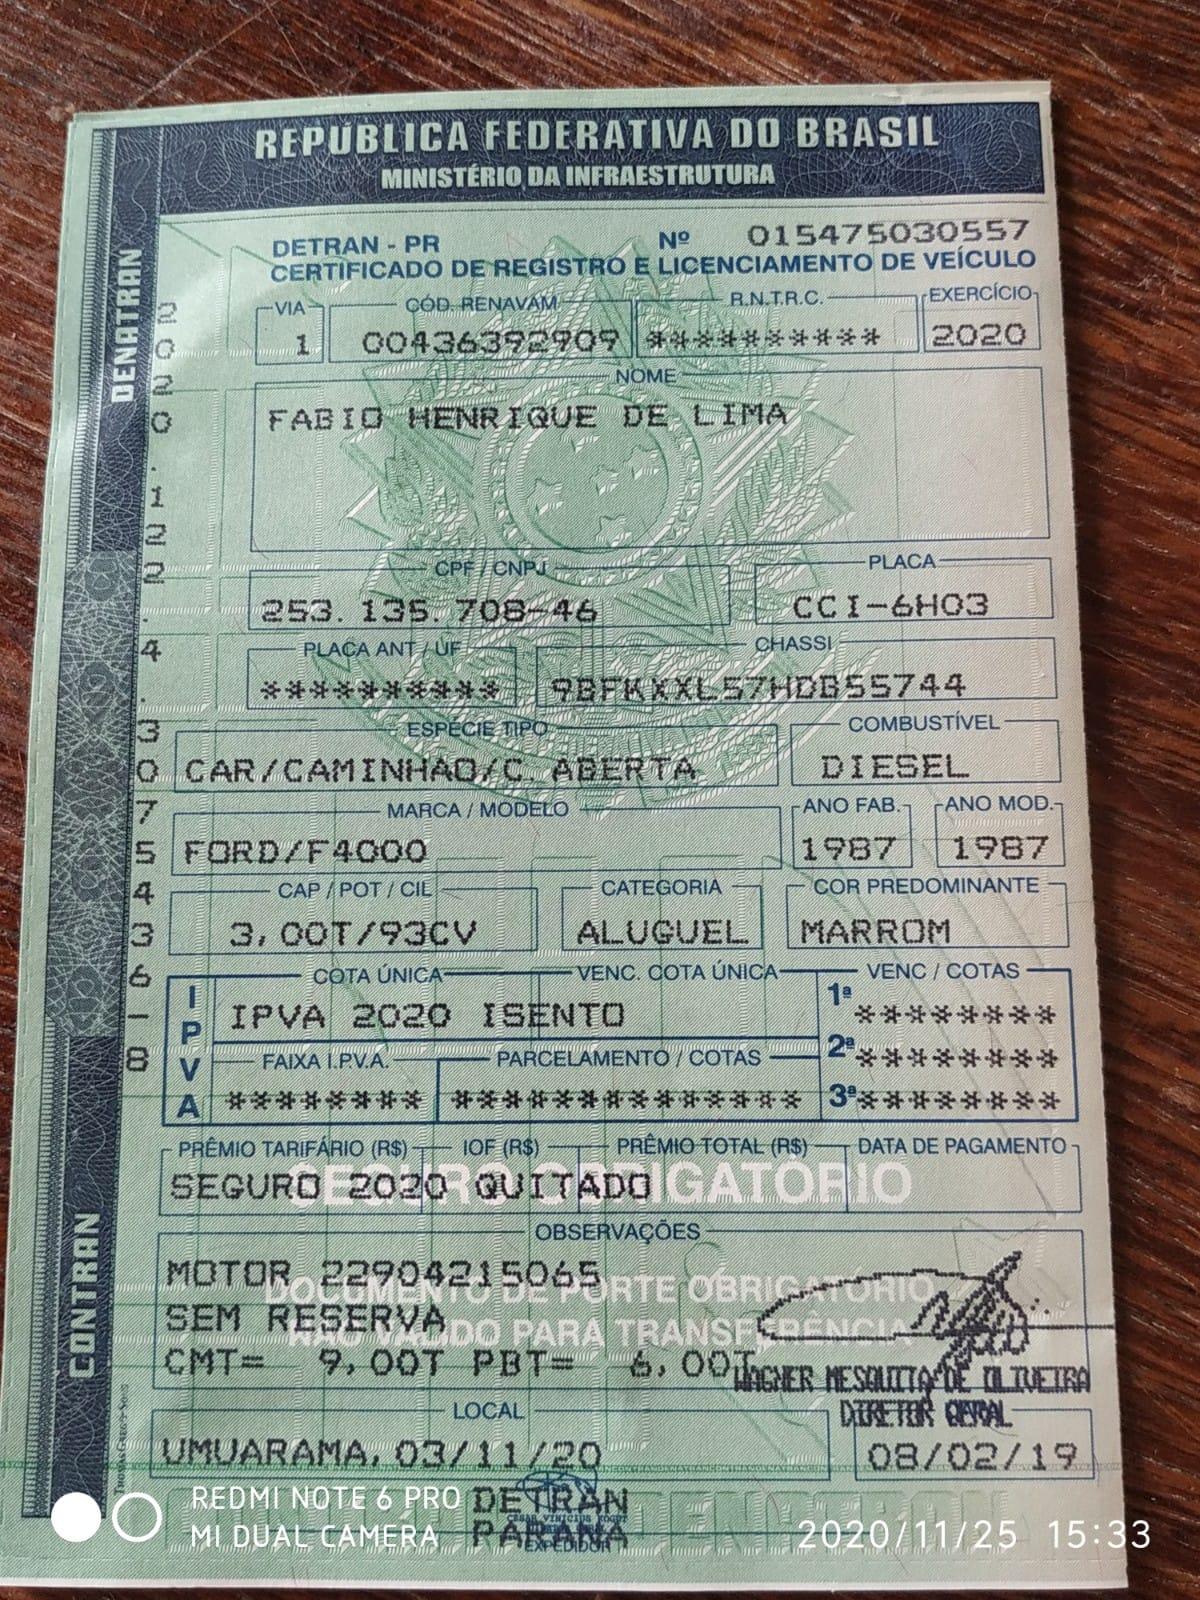 REPÚBLICA FEDERATIVA DO BRASIL
MINISTÉRIO DA INFRAESTRUTURA
DENATRAN
CONTRAN
2020.122.4.3075436-8
DETRAN - PR Nº 015475030557
CERTIFICADO DE REGISTRO E LICENCIAMENTO DE VEÍCULO
VIA CÓD. RENAVAM R.N.T.R.C. EXERCÍCIO
1 00436392909 ********** 2020
NOME
FABIO HENRIQUE DE LIMA
CPF / CNPJ PLACA
253.135.708-46 CCI-6H03
PLACA ANT / UF CHASSI
********** 9BFKXXL57HDB55744
ESPÉCIE TIPO COMBUSTÍVEL
CAR/CAMINHAO/C. ABERTA DIESEL
MARCA / MODELO ANO FAB. ANO MOD.
FORD/F4000 1987 1987
CAP / POT / CIL CATEGORIA COR PREDOMINANTE
3,00T/93CV ALUGUEL MARROM
IPVA
COTA ÚNICA VENC. COTA ÚNICA VENC / COTAS
IPVA 2020 ISENTO 1ª ********
2ª ********
FAIXA I.P.V.A. PARCELAMENTO / COTAS
******** ************** 3ª ********
PRÊMIO TARIFÁRIO (R$) IOF (R$) PRÊMIO TOTAL (R$) DATA DE PAGAMENTO
SEGURO OBRIGATÓRIO
SEGURO 2020 QUITADO
OBSERVAÇÕES
MOTOR 22904215065
DOCUMENTO DE PORTE OBRIGATÓRIO
SEM RESERVA
NÃO VÁLIDO PARA TRANSFERÊNCIA
CMT= 9,00T PBT= 6,00T
WAGNER MESQUITA DE OLIVEIRA
DIRETOR GERAL
LOCAL
UMUARAMA, 03/11/20 08/02/19
DETRAN
PARANA
EXPEDIDOR
REDMI NOTE 6 PRO
MI DUAL CAMERA
2020/11/25 15:33